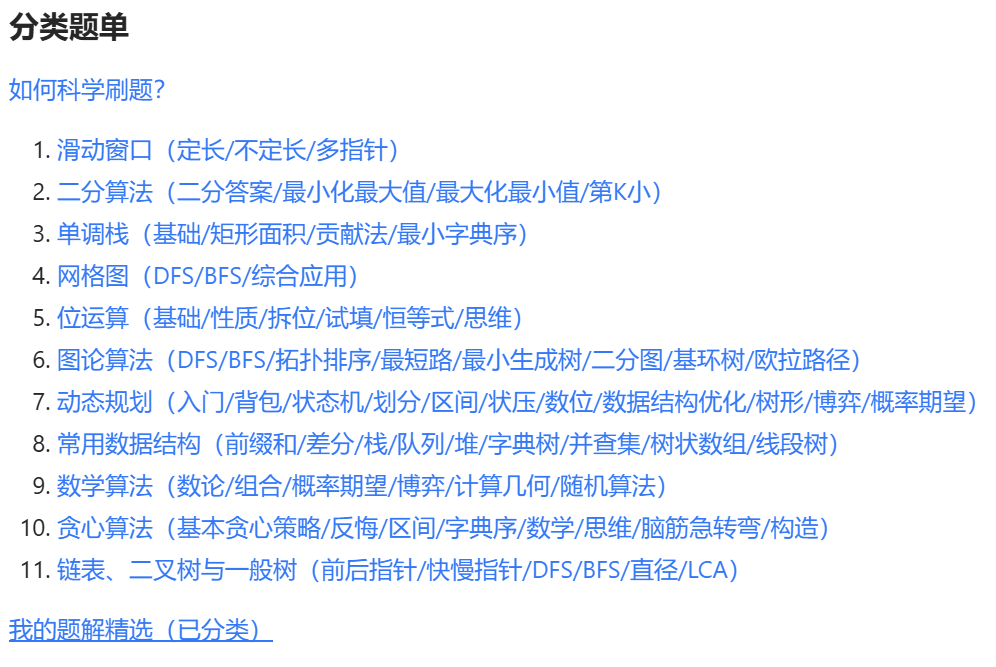 分类题单
如何科学刷题？
1. 滑动窗口（定长/不定长/多指针）
2. 二分算法（二分答案/最小化最大值/最大化最小值/第K小）
3. 单调栈（基础/矩形面积/贡献法/最小字典序）
4. 网格图（DFS/BFS/综合应用）
5. 位运算（基础/性质/拆位/试填/恒等式/思维）
6. 图论算法（DFS/BFS/拓扑排序/最短路/最小生成树/二分图/基环树/欧拉路径）
7. 动态规划（入门/背包/状态机/划分/区间/状压/数位/数据结构优化/树形/博弈/概率期望）
8. 常用数据结构（前缀和/差分/栈/队列/堆/字典树/并查集/树状数组/线段树）
9. 数学算法（数论/组合/概率期望/博弈/计算几何/随机算法）
10. 贪心算法（基本贪心策略/反悔/区间/字典序/数学/思维/脑筋急转弯/构造）
11. 链表、二叉树与一般树（前后指针/快慢指针/DFS/BFS/直径/LCA）
我的题解精选（已分类）